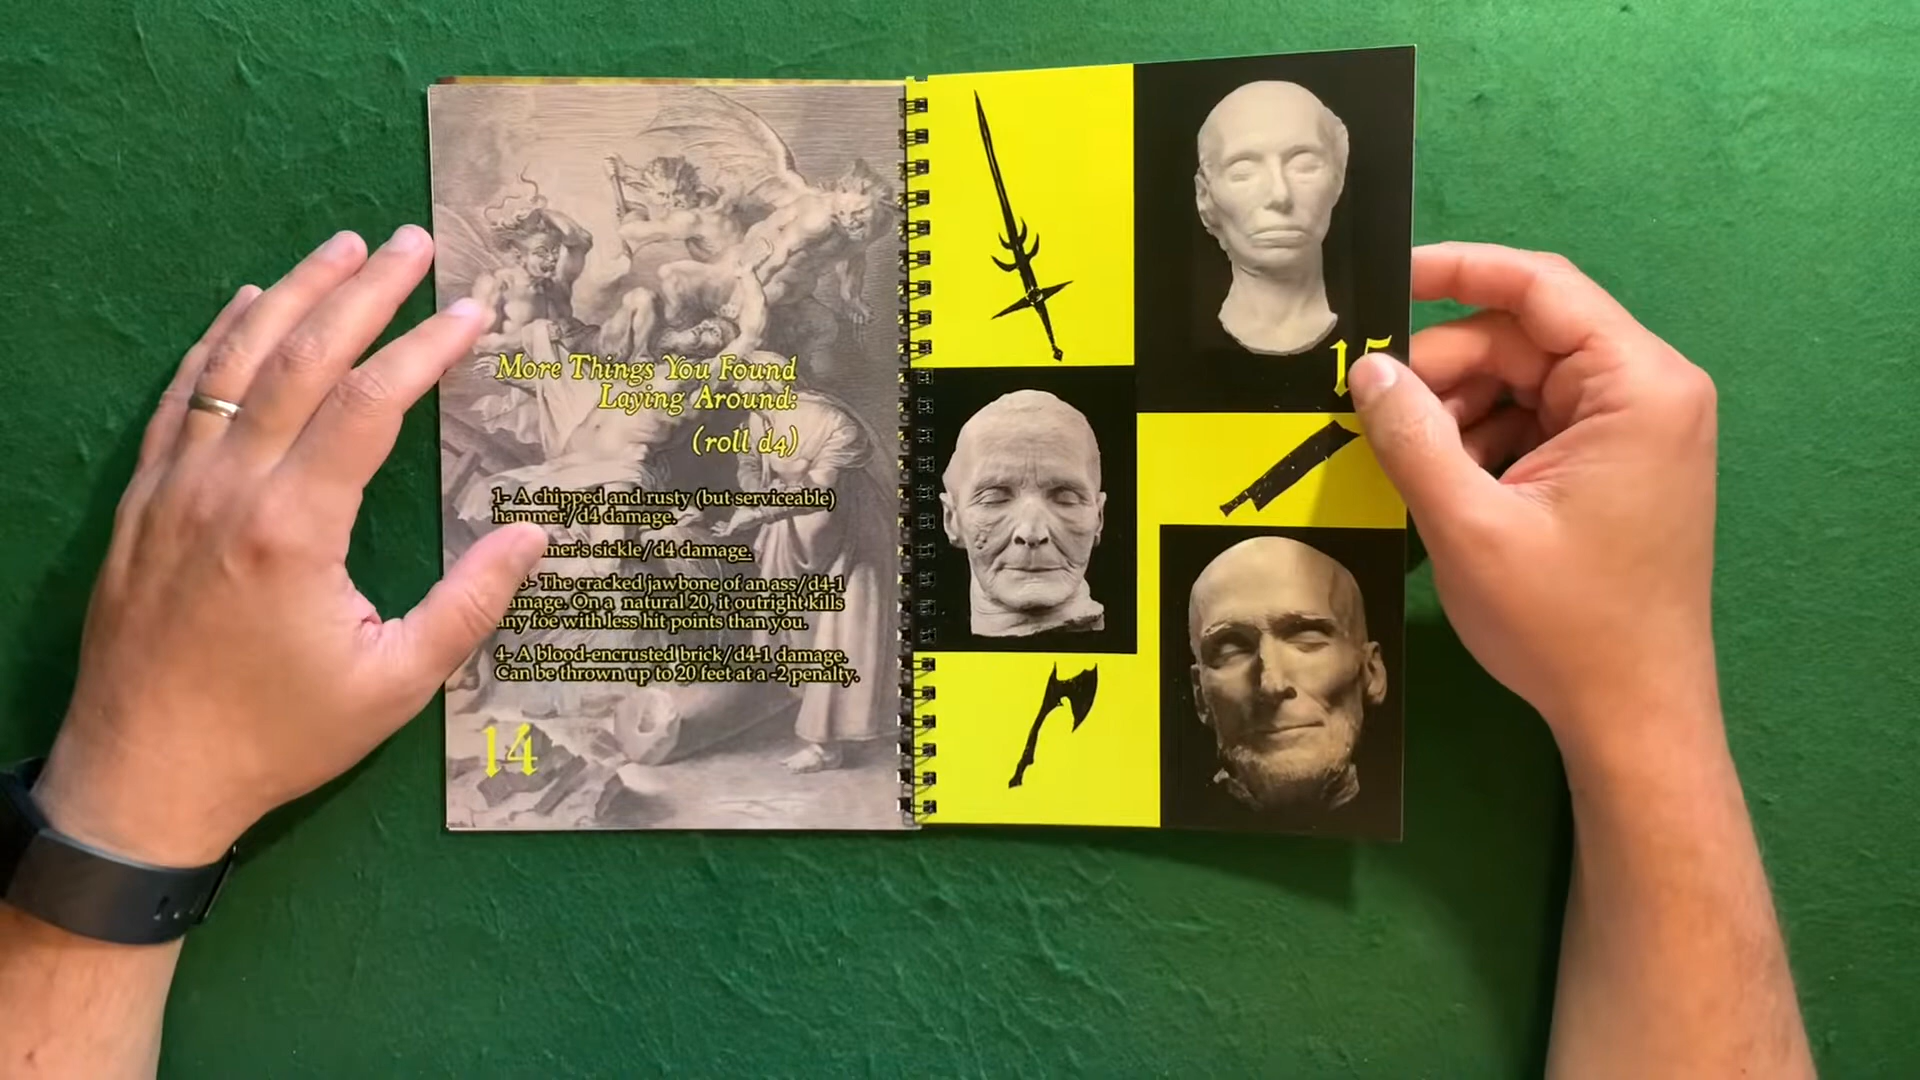 More Things You Found
Laying Around:
(roll d4)
1- A chipped and rusty (but serviceable)
hammer/d4 damage.
sickle/d4 damage.
The cracked jawbone of an ass/d4-1
damage. On a natural 20, it outright kills
any foe with less hit points than you.
4- A blood-encrusted brick/d4-1 damage.
Can be thrown up to 20 feet at a -2 penalty.
14
15